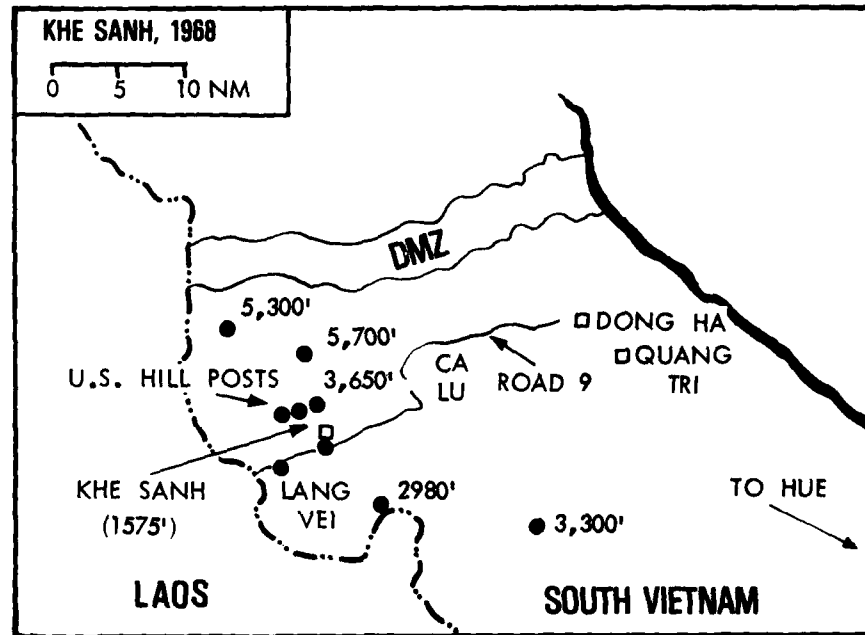 KHE SANH, 1968
0 5 10 NM
DMZ
5,300'
5,700'
DONG HA
U.S. HILL POSTS
3,650'
CA
LU
ROAD 9
QUANG
TRI
KHE SANH
(1575')
LANG
VEI
2980'
3,300'
TO HUE
LAOS
SOUTH VIETNAM